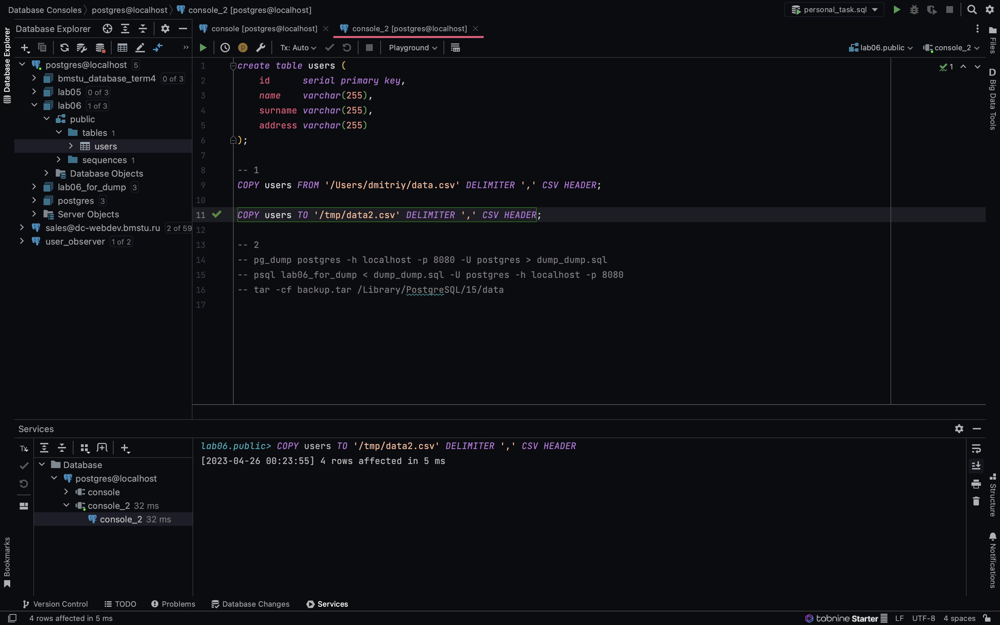 Database Consoles postgres@localhost console_2 [postgres@localhost]
personal_task.sql
Database Explorer
Database Explorer
console [postgres@localhost]
console_2 [postgres@localhost]
Tx: Auto
Playground
lab06.public
console_2
postgres@localhost 5
bmstu_database_term4 0 of 3
lab05 0 of 3
lab06 1 of 3
public
tables 1
users
sequences 1
Database Objects
lab06_for_dump 3
postgres 3
Server Objects
sales@dc-webdev.bmstu.ru 2 of 59
user_observer 1 of 2
1 create table users (
2 id serial primary key,
3 name varchar(255),
4 surname varchar(255),
5 address varchar(255)
6 );
7
8 -- 1
9 COPY users FROM '/Users/dmitriy/data.csv' DELIMITER ',' CSV HEADER;
10
11 COPY users TO '/tmp/data2.csv' DELIMITER ',' CSV HEADER;
12
13 -- 2
14 -- pg_dump postgres -h localhost -p 8080 -U postgres > dump_dump.sql
15 -- psql lab06_for_dump < dump_dump.sql -U postgres -h localhost -p 8080
16 -- tar -cf backup.tar /Library/PostgreSQL/15/data
17
1
Files
D Big Data Tools
Services
Tx
Database
postgres@localhost
console
console_2 32 ms
console_2 32 ms
lab06.public> COPY users TO '/tmp/data2.csv' DELIMITER ',' CSV HEADER
[2023-04-26 00:23:55] 4 rows affected in 5 ms
Structure
Notifications
Bookmarks
Version Control
TODO
Problems
Database Changes
Services
4 rows affected in 5 ms
tabnine Starter
LF
UTF-8
4 spaces